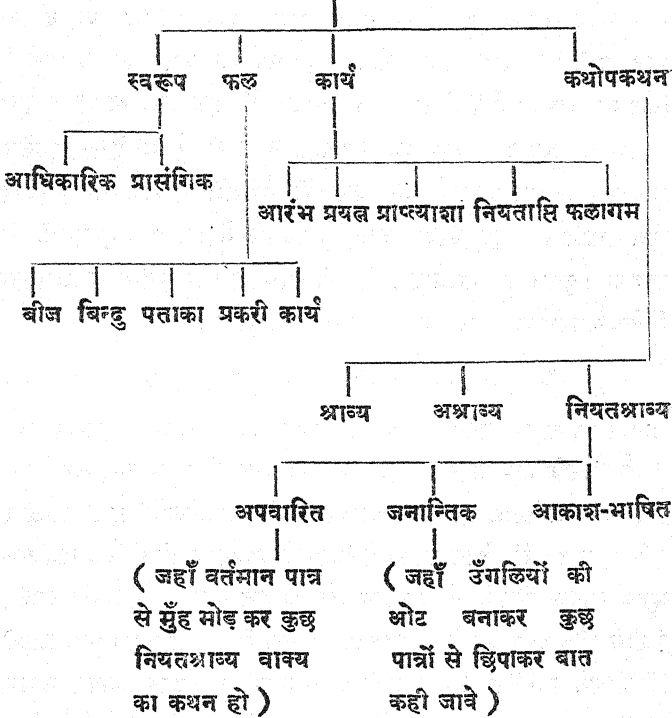 स्वरूप फल कार्य कथोपकथन
आधिकारिक प्रासंगिक
आरंभ प्रयत्न प्राप्त्याशा नियताप्ति फलागम
बीज बिन्दु पताका प्रकरी कार्य
श्राव्य अश्राव्य नियतश्राव्य
अपवारित जनान्तिक आकाश-भाषित
( जहाँ वर्तमान पात्र
से मुँह मोड़ कर कुछ
नियतश्राव्य वाक्य
का कथन हो )
( जहाँ उँगलियों की
ओट बनाकर कुछ
पात्रों से छिपाकर बात
कही जावे )